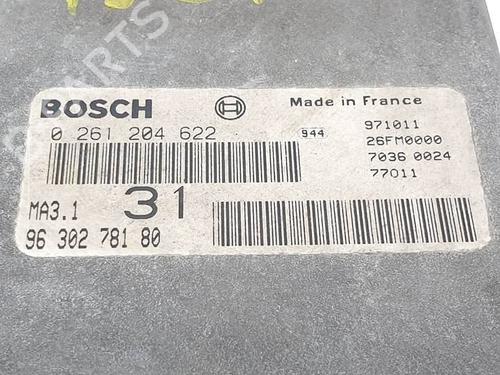 PARTS
BOSCH Made in France
0 261 204 622 944 971011
26FM0000
7036 0024
77011
MA3.1 31
96 302 781 80